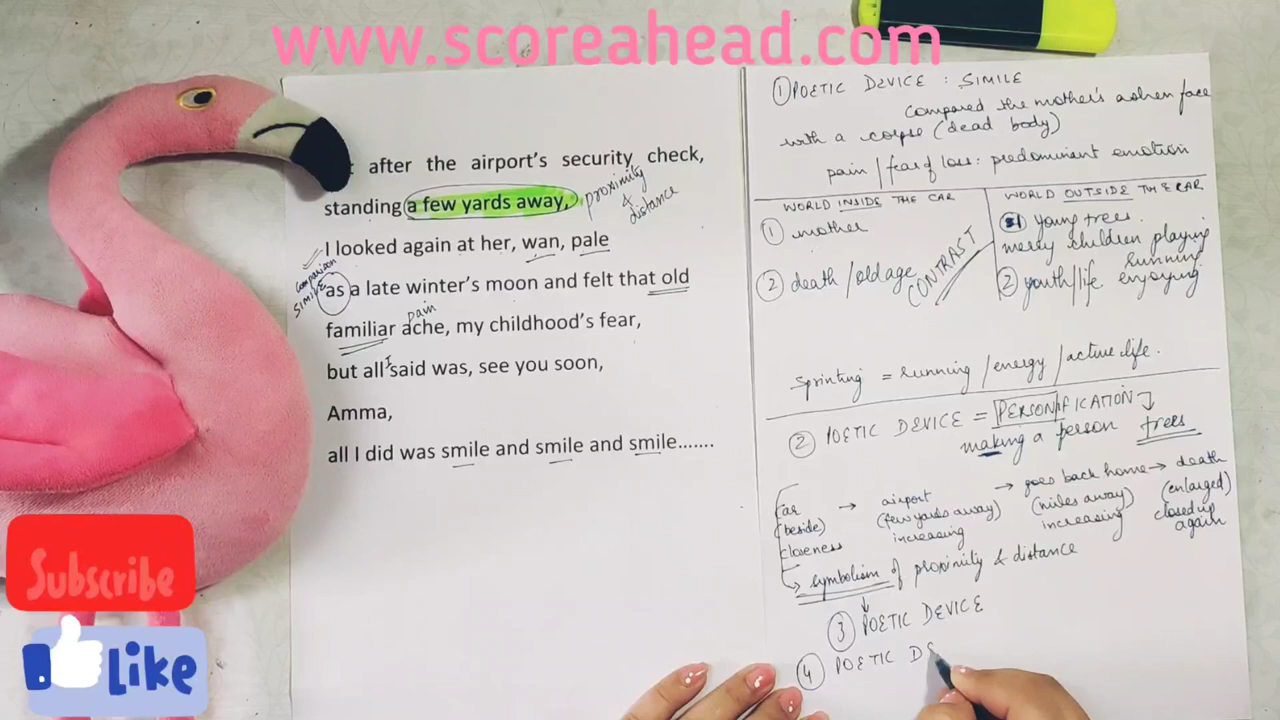 www.scoreahead.com
after the airport's security check,
standing a few yards away,
proximity
&
distance
I looked again at her, wan, pale
comparison
SIMILE
as a late winter's moon and felt that old
pain
familiar ache, my childhood's fear,
but all I said was, see you soon,
Amma,
all I did was smile and smile and smile.......
Subscribe
Like
① POETIC DEVICE : SIMILE
compared the mother's ashen face
with a corpse (dead body)
pain / fear of loss : predominant emotion
WORLD INSIDE THE CAR
① mother
② death / old age
CONTRAST
WORLD OUTSIDE THE CAR
① young trees.
merry children playing
running
② youth/life enjoying
Sprinting = running / energy / active life.
② POETIC DEVICE = PERSONIFICATION
making a person trees
car
(beside)
closeness
→ airport
(few yards away)
increasing
→ goes back home
(miles away)
increasing
→ death
(enlarged)
closed up
again
→ symbolism of proximity & distance
③ POETIC DEVICE
④ POETIC DE